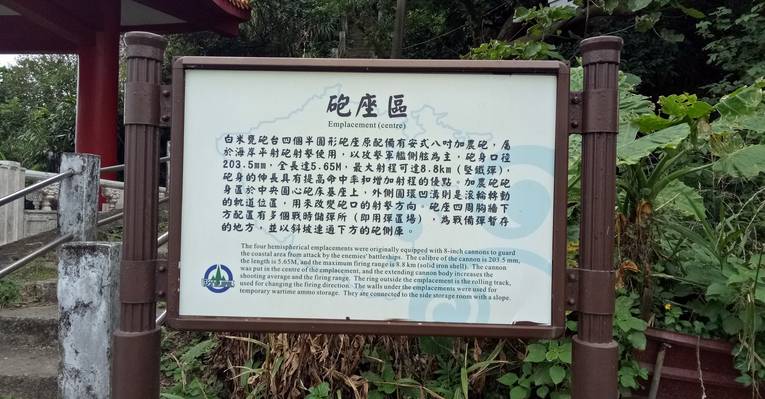 砲座區
Emplacement (centre)
白米甕砲台四個半圓形砲座原配備有安式八吋加農砲，屬
於海岸平射砲射擊使用，以攻擊軍艦側舷為主，砲身口徑
203.5mm，全長達5.65M，最大射程可達8.8km（堅鐵彈），
砲身的伸長具有提高命中率和增加射程的優點。加農砲砲
身置於中央圓心砲床基座上，外側圓環凹溝則是滾輪轉動
的軌道位置，用來改變砲口的射擊方向。砲座四周胸牆下
方配置有多個戰時儲彈所（即用彈匿場），為戰備彈暫存
的地方，並以斜坡連通下方的砲側庫。
The four hemispherical emplacements were originally equipped with 8-inch cannons to guard
the coastal area from attack by the enemies' battleships. The calibre of the cannon is 203.5 mm,
the length is 5.65M, and the maximum firing range is 8.8 km (solid iron shell). The cannon
was put in the centre of the emplacement, and the extending cannon body increases the
shooting average and the firing range. The ring outside the emplacement is the rolling track,
used for changing the firing direction. The walls under the emplacements were used for
temporary wartime ammo storage. They are connected to the side storage room with a slope.